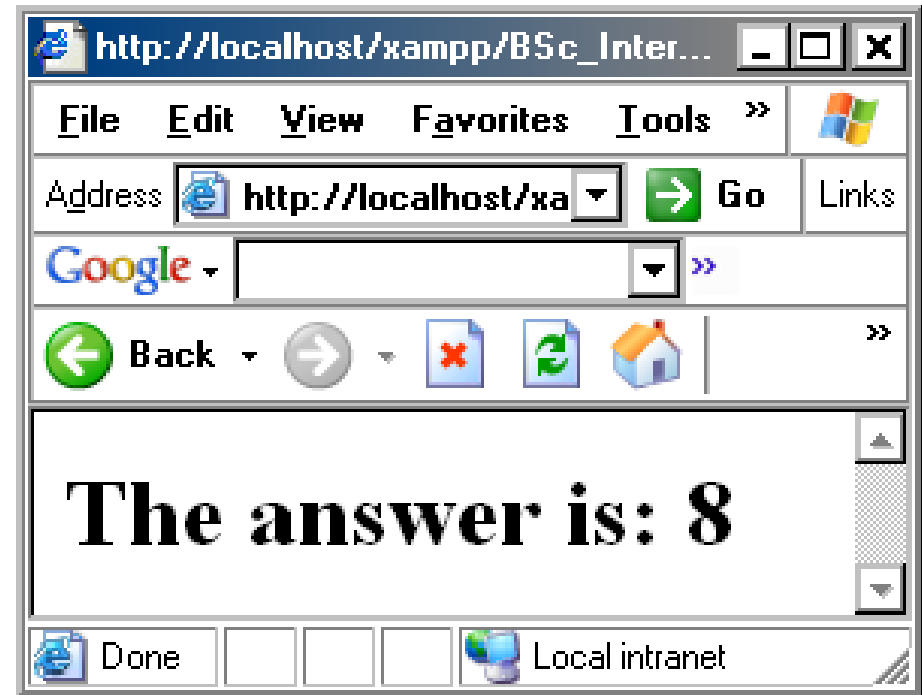 http://localhost/xampp/BSc_Inter...
File Edit View Favorites Tools »
Address http://localhost/xa Go Links
Google »
Back »
The answer is: 8
Done Local intranet